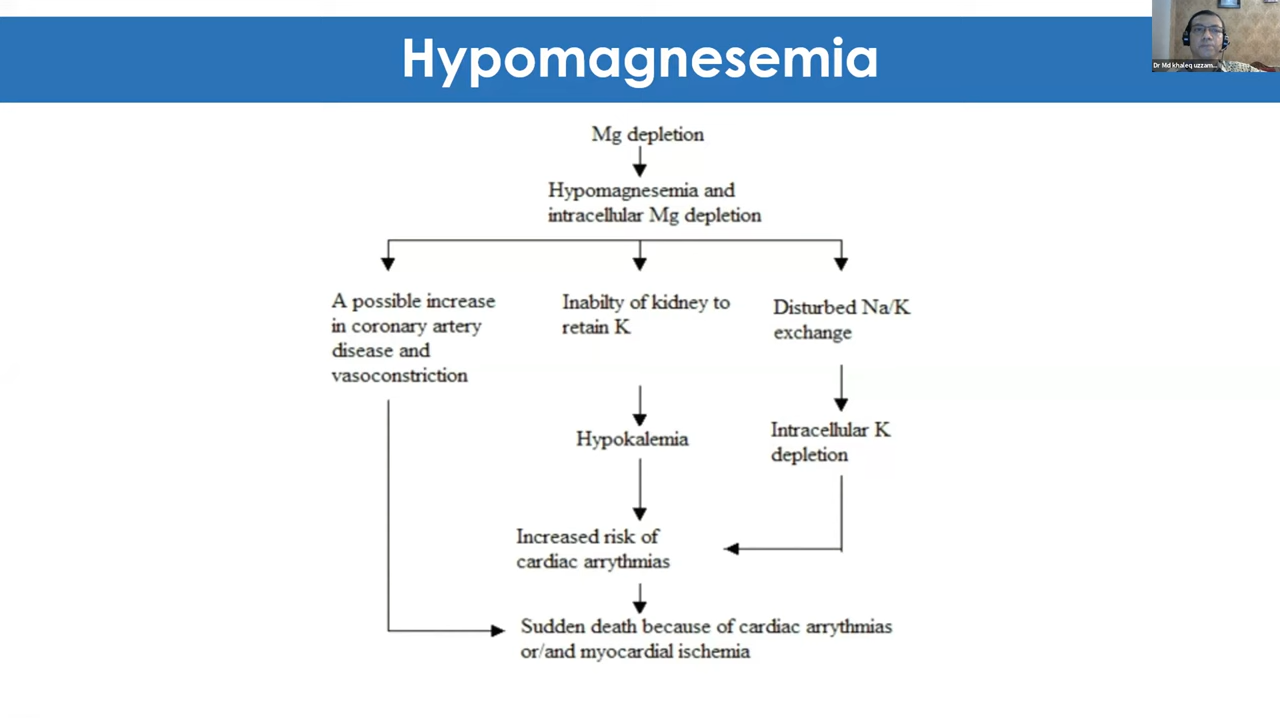 Hypomagnesemia
Dr Md khaleq uzzam...
Mg depletion
Hypomagnesemia and
intracellular Mg depletion
A possible increase
in coronary artery
disease and
vasoconstriction
Inabilty of kidney to
retain K
Disturbed Na/K
exchange
Hypokalemia
Intracellular K
depletion
Increased risk of
cardiac arrythmias
Sudden death because of cardiac arrythmias
or/and myocardial ischemia